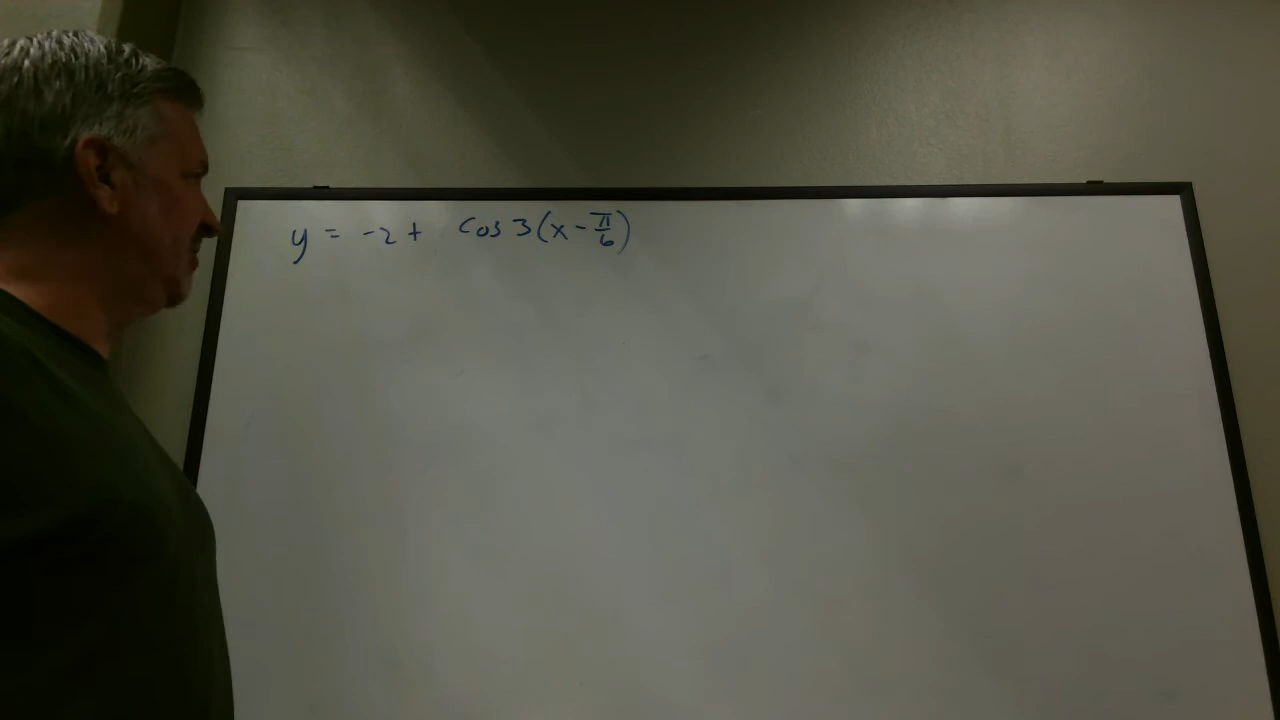 y = -2 + cos 3(x - π/6)